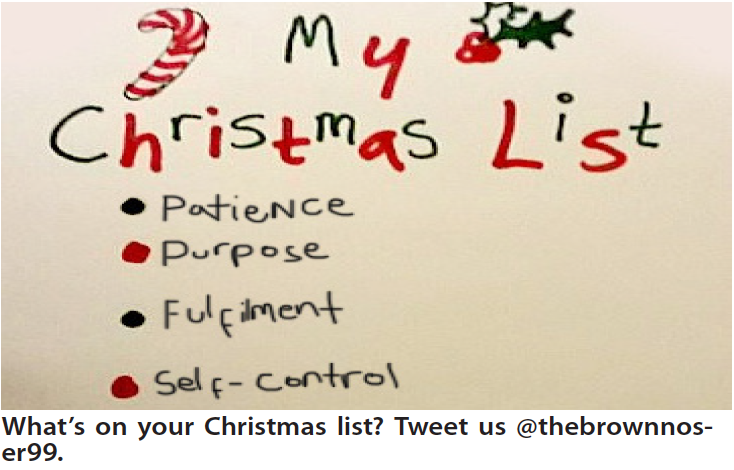 My
Christmas List
• Patience
• Purpose
• Fulfilment
• Self-control
What's on your Christmas list? Tweet us @thebrownnos-
er99.